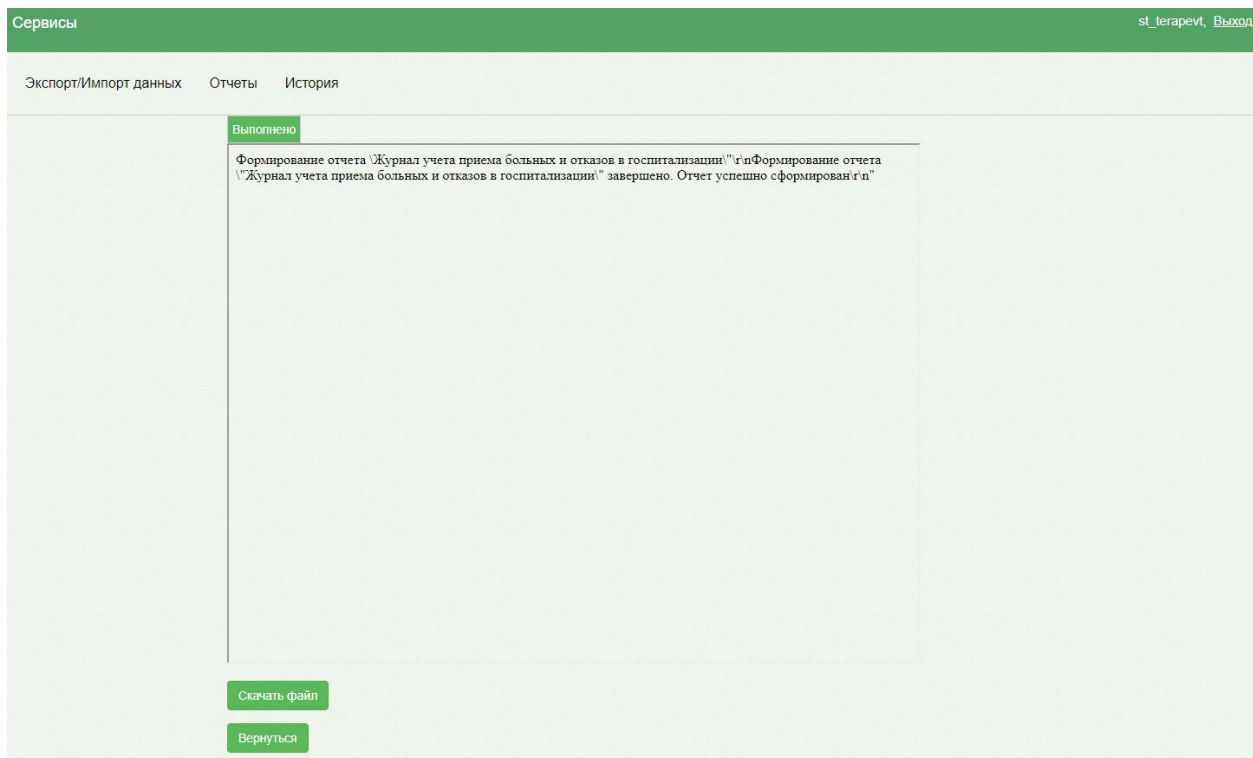 Сервисы
st_terapevt, Выход
Экспорт/Импорт данных Отчеты История
Выполнено
Формирование отчета \Журнал учета приема больных и отказов в госпитализации\"\r\nФормирование отчета
\"Журнал учета приема больных и отказов в госпитализации\" завершено. Отчет успешно сформирован\r\n"
Скачать файл
Вернуться